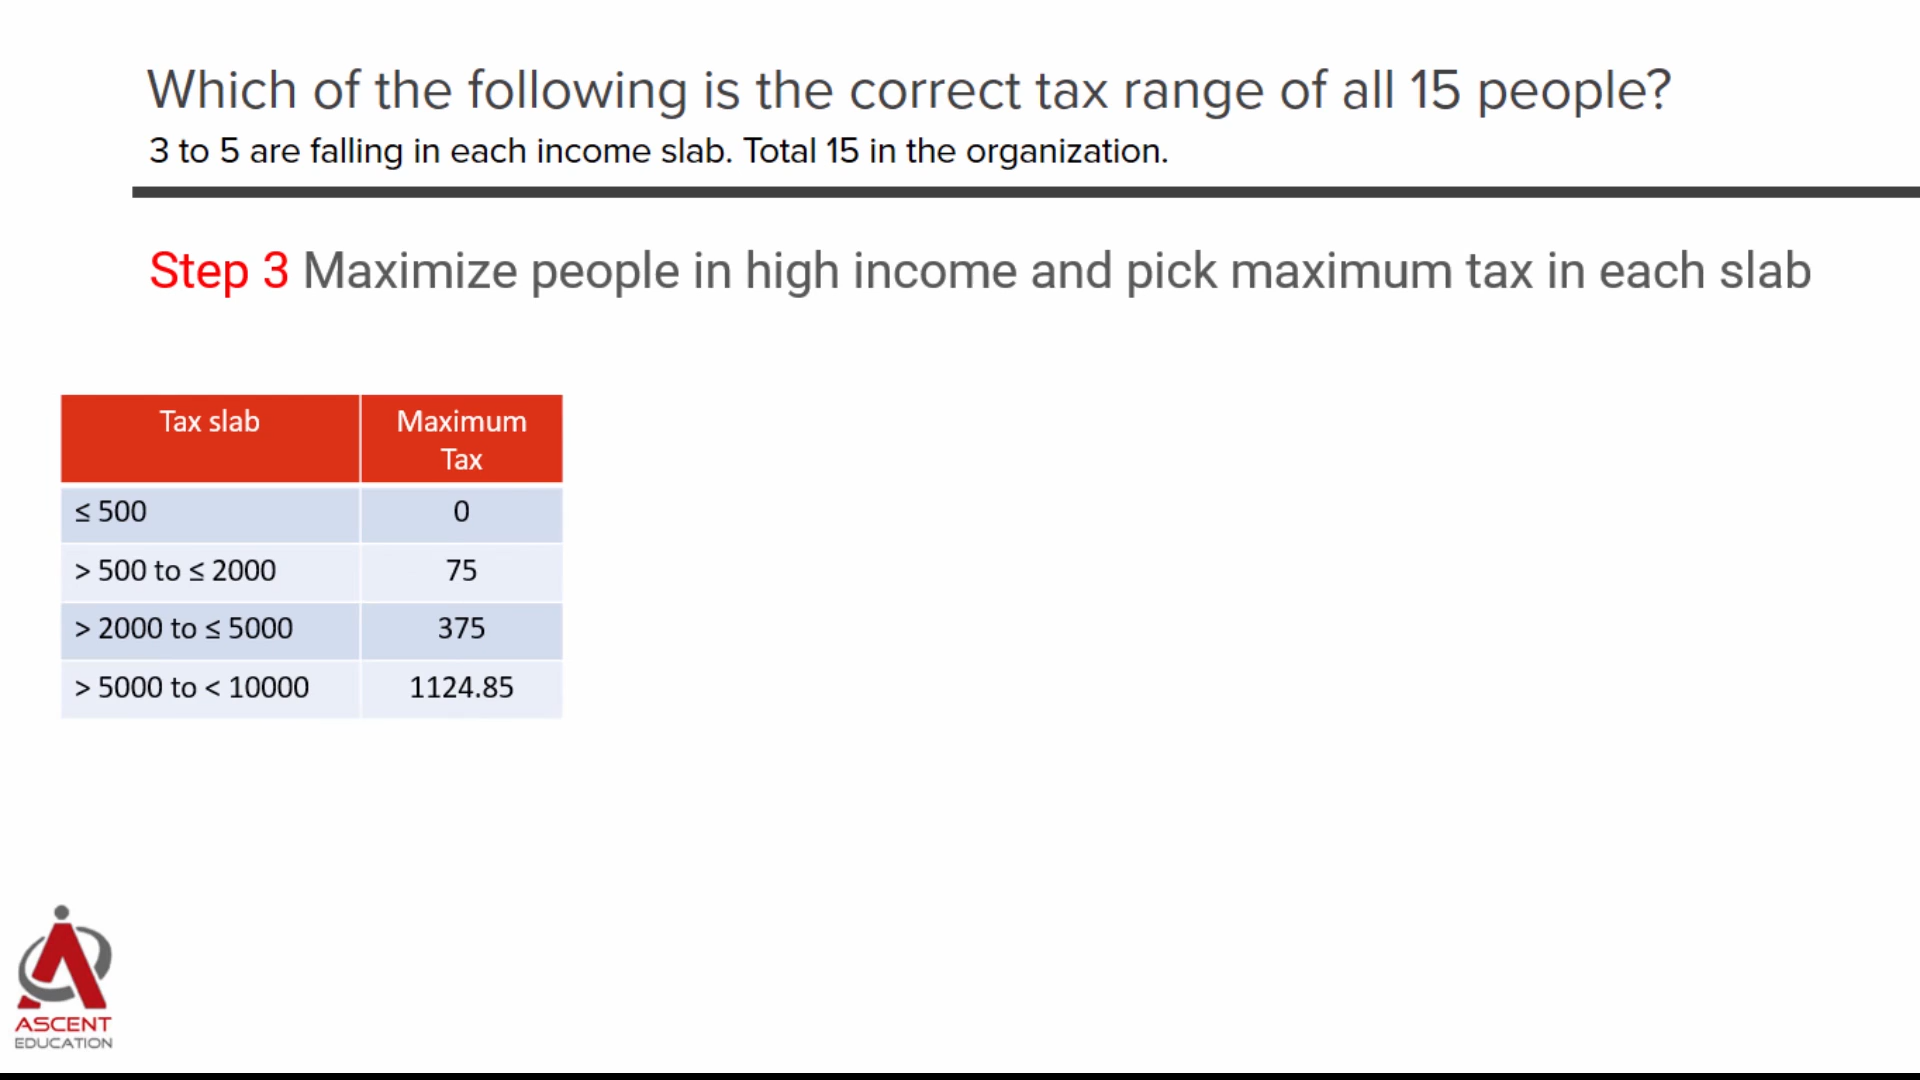 Which of the following is the correct tax range of all 15 people?
3 to 5 are falling in each income slab. Total 15 in the organization.
Step 3 Maximize people in high income and pick maximum tax in each slab
Tax slab Maximum
Tax
≤ 500 0
> 500 to ≤ 2000 75
> 2000 to ≤ 5000 375
> 5000 to < 10000 1124.85
ASCENT
EDUCATION